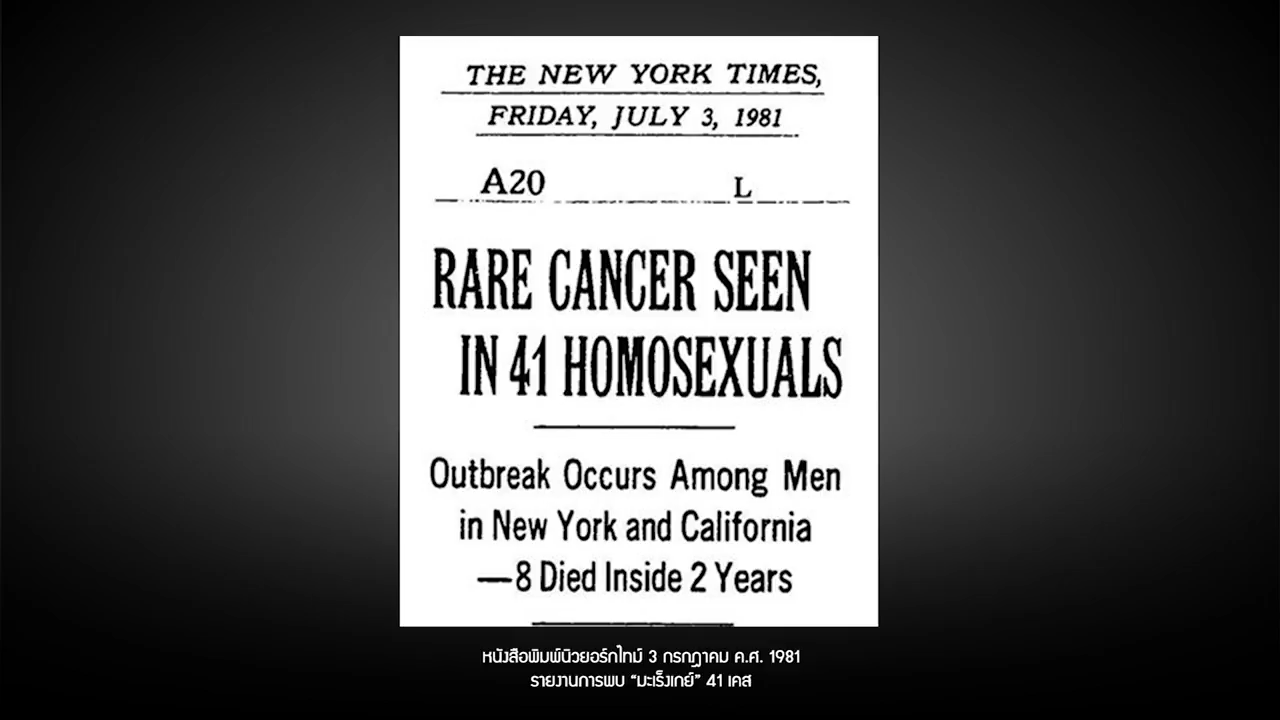 THE NEW YORK TIMES,
FRIDAY, JULY 3, 1981
A20 L
RARE CANCER SEEN
IN 41 HOMOSEXUALS
Outbreak Occurs Among Men
in New York and California
—8 Died Inside 2 Years
หนังสือพิมพ์นิวยอร์กไทม์ 3 กรกฎาคม ค.ศ. 1981
รายงานการพบ “มะเร็งเกย์” 41 เคส